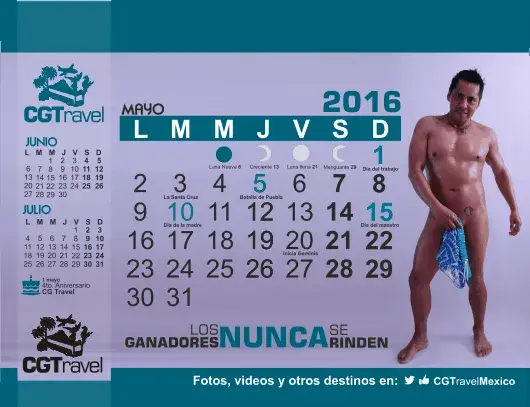 CGTravel
MAYO
2016
L M M J V S D
Luna Nueva 6 Creciente 13 Luna llena 21 Menguante 29
1
Día del trabajo
2 3 4 5 6 7 8
La Santa Cruz
Batalla de Puebla
9 10 11 12 13 14 15
Día de la madre
Día del maestro
16 17 18 19 20 21 22
Inicia Geminis
23 24 25 26 27 28 29
30 31
JUNIO
L M M J V S D
1 2 3 4 5
6 7 8 9 10 11 12
13 14 15 16 17 18 19
20 21 22 23 24 25 26
27 28 29 30
JULIO
L M M J V S D
1 2 3
4 5 6 7 8 9 10
11 12 13 14 15 16 17
18 19 20 21 22 23 24
25 26 27 28 29 30 31
1 mayo
4to. Aniversario
CG Travel
CGTravel
LOS GANADORES NUNCA SE RINDEN
Fotos, videos y otros destinos en: CGTravelMexico